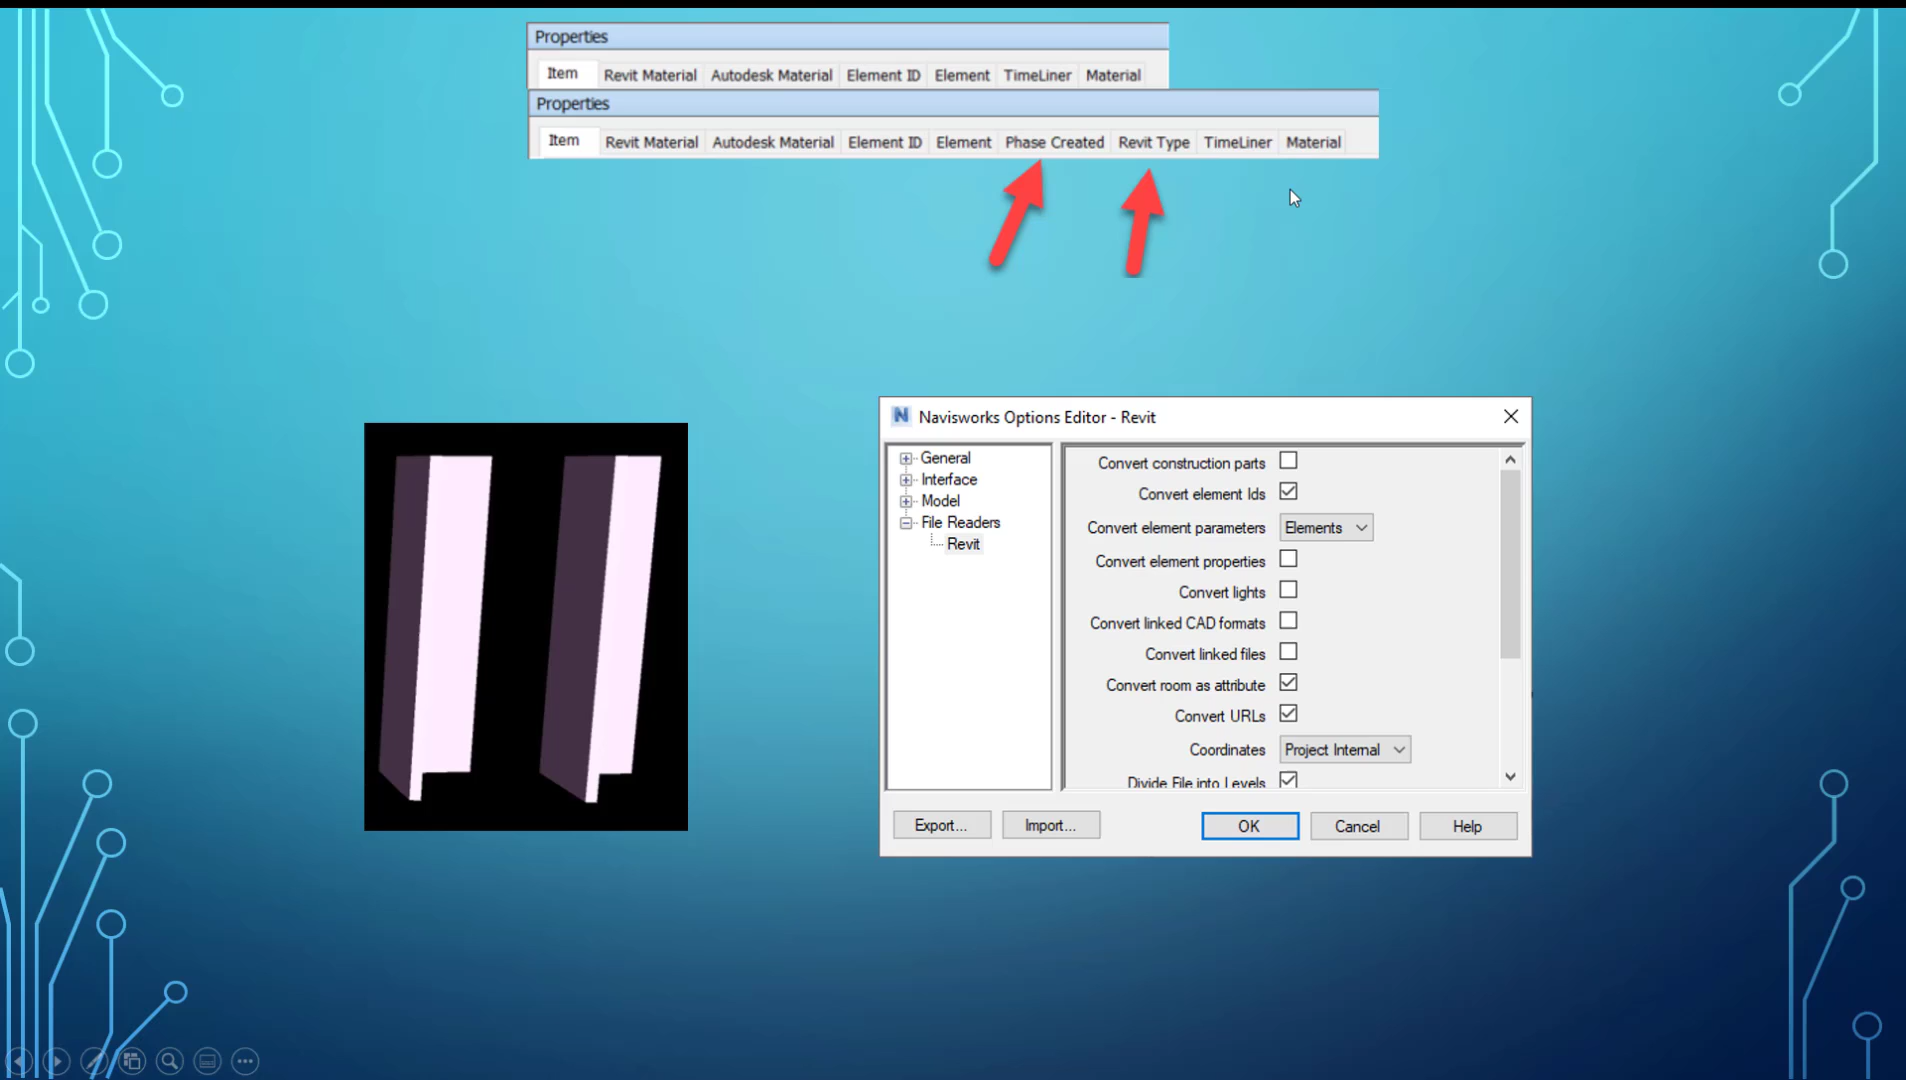 Properties
Item Revit Material Autodesk Material Element ID Element TimeLiner Material
Properties
Item Revit Material Autodesk Material Element ID Element Phase Created Revit Type TimeLiner Material
N Navisworks Options Editor - Revit
General
Interface
Model
File Readers
Revit
Convert construction parts
Convert element Ids
Convert element parameters Elements
Convert element properties
Convert lights
Convert linked CAD formats
Convert linked files
Convert room as attribute
Convert URLs
Coordinates Project Internal
Divide File into Levels
Export... Import... OK Cancel Help